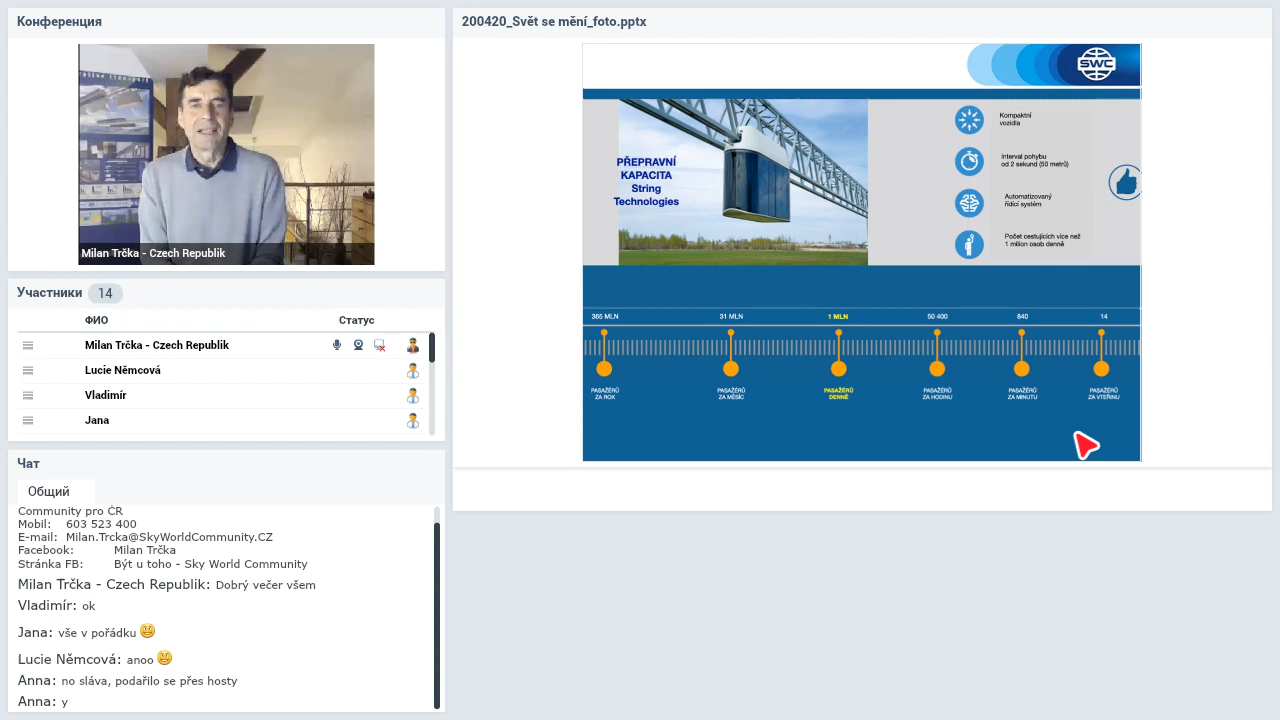 Конференция
Milan Trčka - Czech Republik
Участники 14
ФИО Статус
Milan Trčka - Czech Republik
Lucie Němcová
Vladimír
Jana
Чат
Общий
Community pro ČR
Mobil: 603 523 400
E-mail: Milan.Trcka@SkyWorldCommunity.CZ
Facebook: Milan Trčka
Stránka FB: Být u toho - Sky World Community
Milan Trčka - Czech Republik: Dobrý večer všem
Vladimír: ok
Jana: vše v pořádku
Lucie Němcová: anoo
Anna: no sláva, podařilo se přes hosty
Anna: y
200420_Svět se mění_foto.pptx
SWC
PŘEPRAVNÍ
KAPACITA
String
Technologies
Kompaktní
vozidla
Interval pohybu
od 2 sekund (50 metrů)
Automatizovaný
řídící systém
Počet cestujících více než
1 milion osob denně
365 MLN 31 MLN 1 MLN 50 400 840 14
PASAŽÉRŮ PASAŽÉRŮ PASAŽÉRŮ PASAŽÉRŮ PASAŽÉRŮ PASAŽÉRŮ
ZA ROK ZA MĚSÍC DENNĚ ZA HODINU ZA MINUTU ZA VTEŘINU